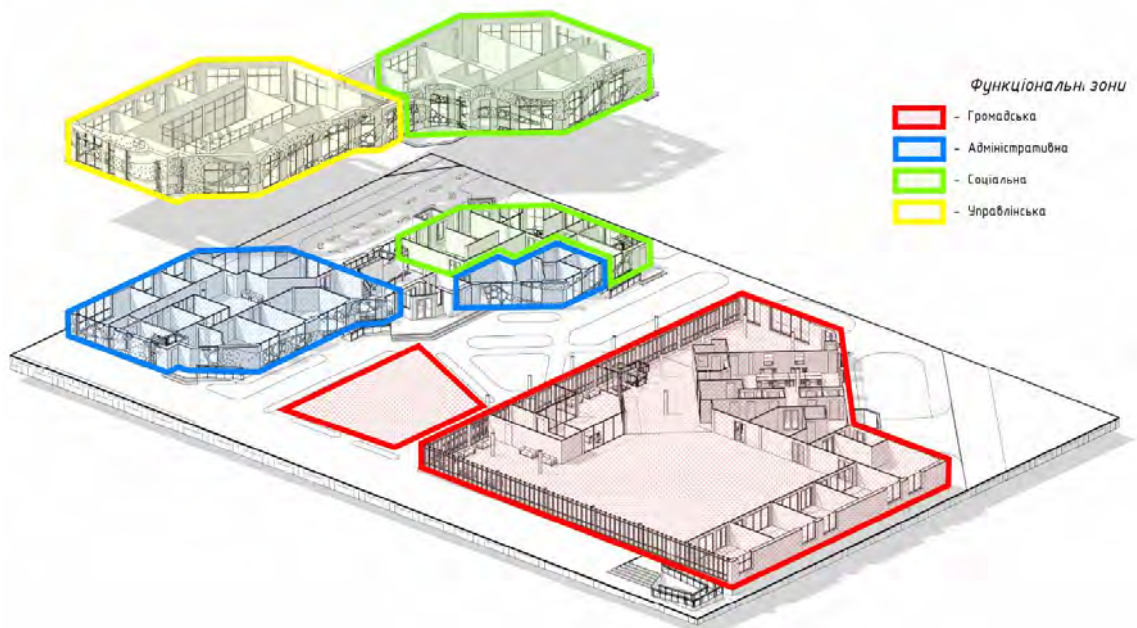 Функціональні зони
- Громадська
- Адміністративна
- Соціальна
- Управлінська